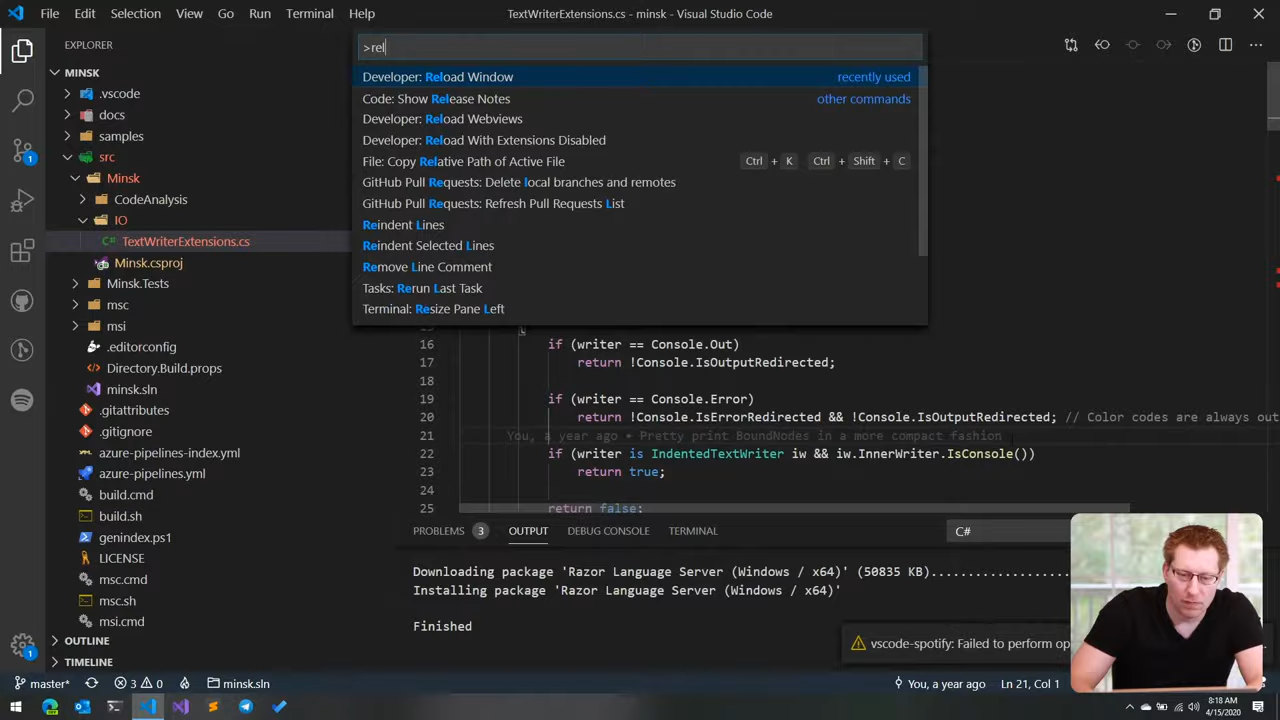 File Edit Selection View Go Run Terminal Help
TextWriterExtensions.cs - minsk - Visual Studio Code
EXPLORER
MINSK
.vscode
docs
samples
src
Minsk
CodeAnalysis
IO
TextWriterExtensions.cs
Minsk.csproj
Minsk.Tests
msc
msi
.editorconfig
Directory.Build.props
minsk.sln
.gitattributes
.gitignore
azure-pipelines-index.yml
azure-pipelines.yml
build.cmd
build.sh
genindex.ps1
LICENSE
msc.cmd
msc.sh
msi.cmd
OUTLINE
TIMELINE
>rel
Developer: Reload Window recently used
Code: Show Release Notes other commands
Developer: Reload Webviews
Developer: Reload With Extensions Disabled
File: Copy Relative Path of Active File Ctrl + K Ctrl + Shift + C
GitHub Pull Requests: Delete local branches and remotes
GitHub Pull Requests: Refresh Pull Requests List
Reindent Lines
Reindent Selected Lines
Remove Line Comment
Tasks: Rerun Last Task
Terminal: Resize Pane Left
16 if (writer == Console.Out)
17 return !Console.IsOutputRedirected;
18
19 if (writer == Console.Error)
20 return !Console.IsErrorRedirected && !Console.IsOutputRedirected; // Color codes are always out
21 You, a year ago • Pretty print BoundNodes in a more compact fashion
22 if (writer is IndentedTextWriter iw && iw.InnerWriter.IsConsole())
23 return true;
24
25 return false;
PROBLEMS 3 OUTPUT DEBUG CONSOLE TERMINAL C#
Downloading package 'Razor Language Server (Windows / x64)' (50835 KB)....................
Installing package 'Razor Language Server (Windows / x64)'
Finished
vscode-spotify: Failed to perform op
1
1
master* 3 0 minsk.sln You, a year ago Ln 21, Col 1
8:18 AM
4/15/2020